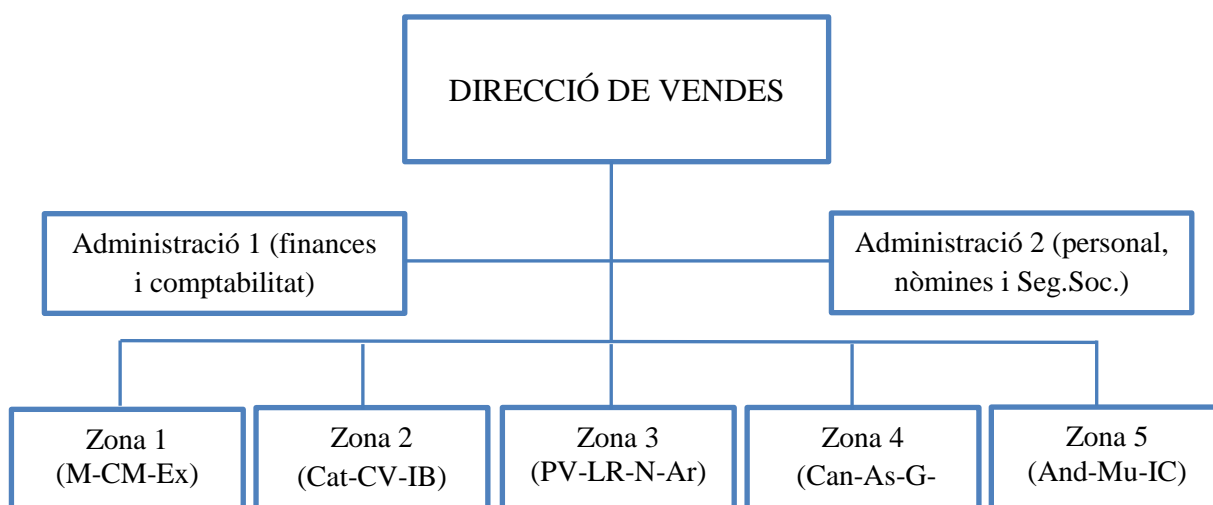 DIRECCIÓ DE VENDES
Administració 1 (finances
i comptabilitat)
Administració 2 (personal,
nòmines i Seg.Soc.)
Zona 1
(M-CM-Ex)
Zona 2
(Cat-CV-IB)
Zona 3
(PV-LR-N-Ar)
Zona 4
(Can-As-G-
Zona 5
(And-Mu-IC)